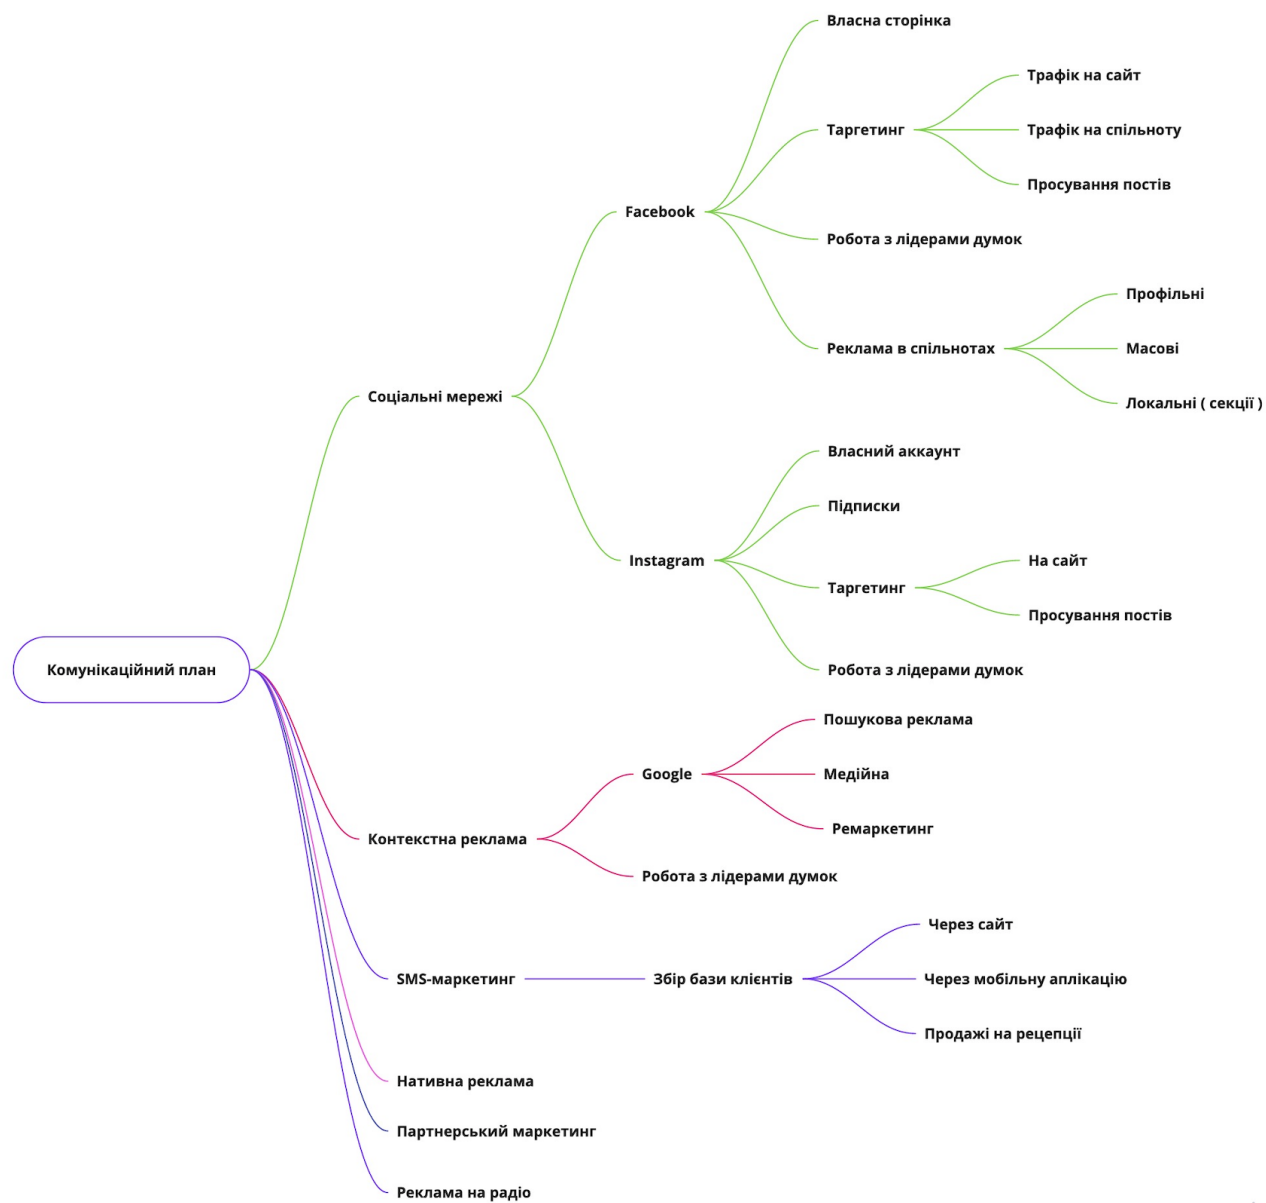 Власна сторінка
Трафік на сайт
Таргетинг
Трафік на спільноту
Просування постів
Facebook
Робота з лідерами думок
Профільні
Реклама в спільнотах
Масові
Соціальні мережі
Локальні ( секції )
Власний аккаунт
Підписки
Instagram
На сайт
Таргетинг
Просування постів
Комунікаційний план
Робота з лідерами думок
Пошукова реклама
Google
Медійна
Ремаркетинг
Контекстна реклама
Робота з лідерами думок
Через сайт
SMS-маркетинг
Збір бази клієнтів
Через мобільну аплікацію
Продажі на рецепції
Нативна реклама
Партнерський маркетинг
Реклама на радіо